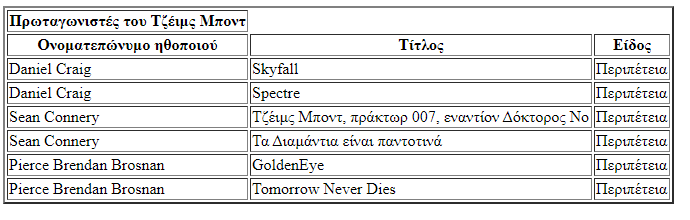 Πρωταγωνιστές του Τζέιμς Μποντ
Ονοματεπώνυμο ηθοποιού Τίτλος Είδος
Daniel Craig Skyfall Περιπέτεια
Daniel Craig Spectre Περιπέτεια
Sean Connery Τζέιμς Μποντ, πράκτωρ 007, εναντίον Δόκτορος Νο Περιπέτεια
Sean Connery Τα Διαμάντια είναι παντοτινά Περιπέτεια
Pierce Brendan Brosnan GoldenEye Περιπέτεια
Pierce Brendan Brosnan Tomorrow Never Dies Περιπέτεια